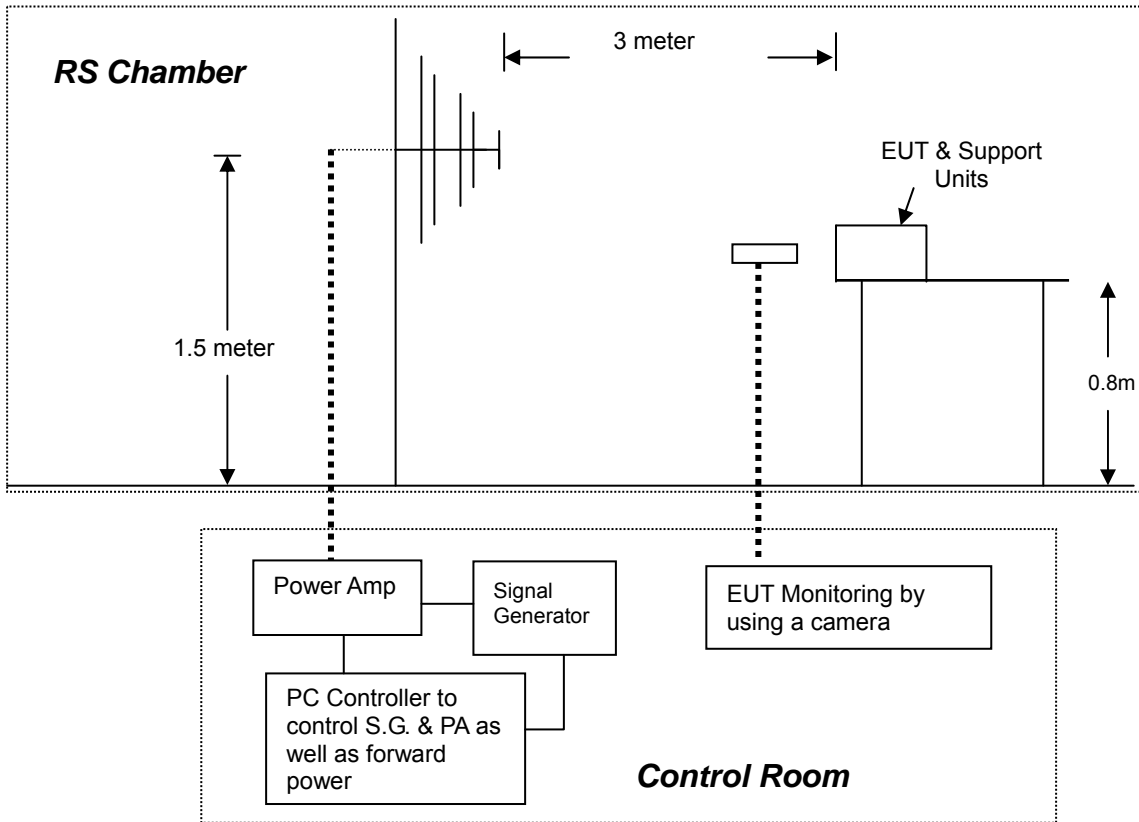 3 meter
RS Chamber
EUT & Support
Units
1.5 meter
0.8m
Power Amp
Signal
Generator
EUT Monitoring by
using a camera
PC Controller to
control S.G. & PA as
well as forward
power
Control Room